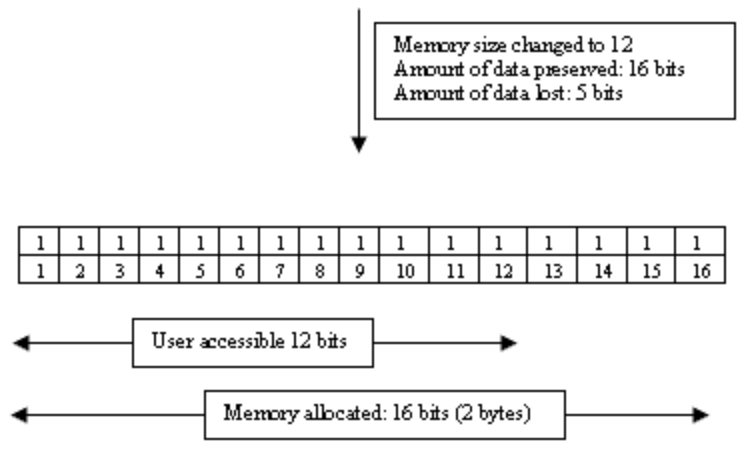 Memory size changed to 12
Amount of data preserved: 16 bits
Amount of data lost: 5 bits
1 1 1 1 1 1 1 1 1 1 1 1 1 1 1 1
1 2 3 4 5 6 7 8 9 10 11 12 13 14 15 16
User accessible 12 bits
Memory allocated: 16 bits (2 bytes)